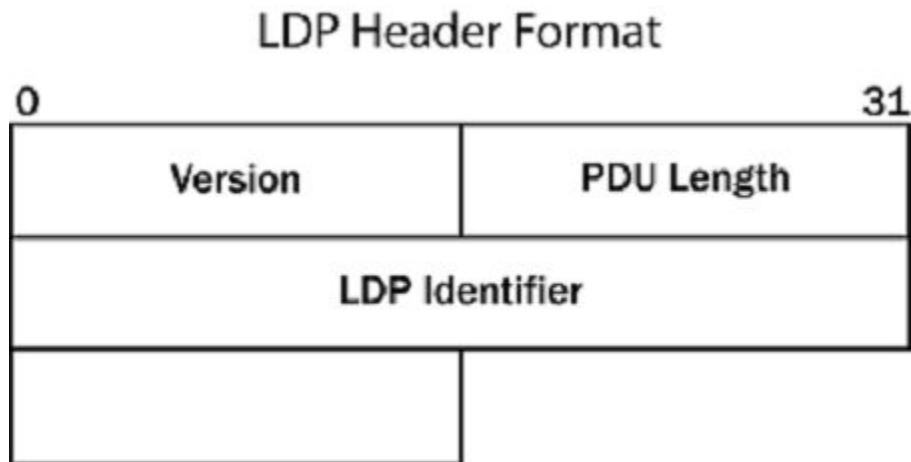 LDP Header Format
0 31
Version PDU Length
LDP Identifier